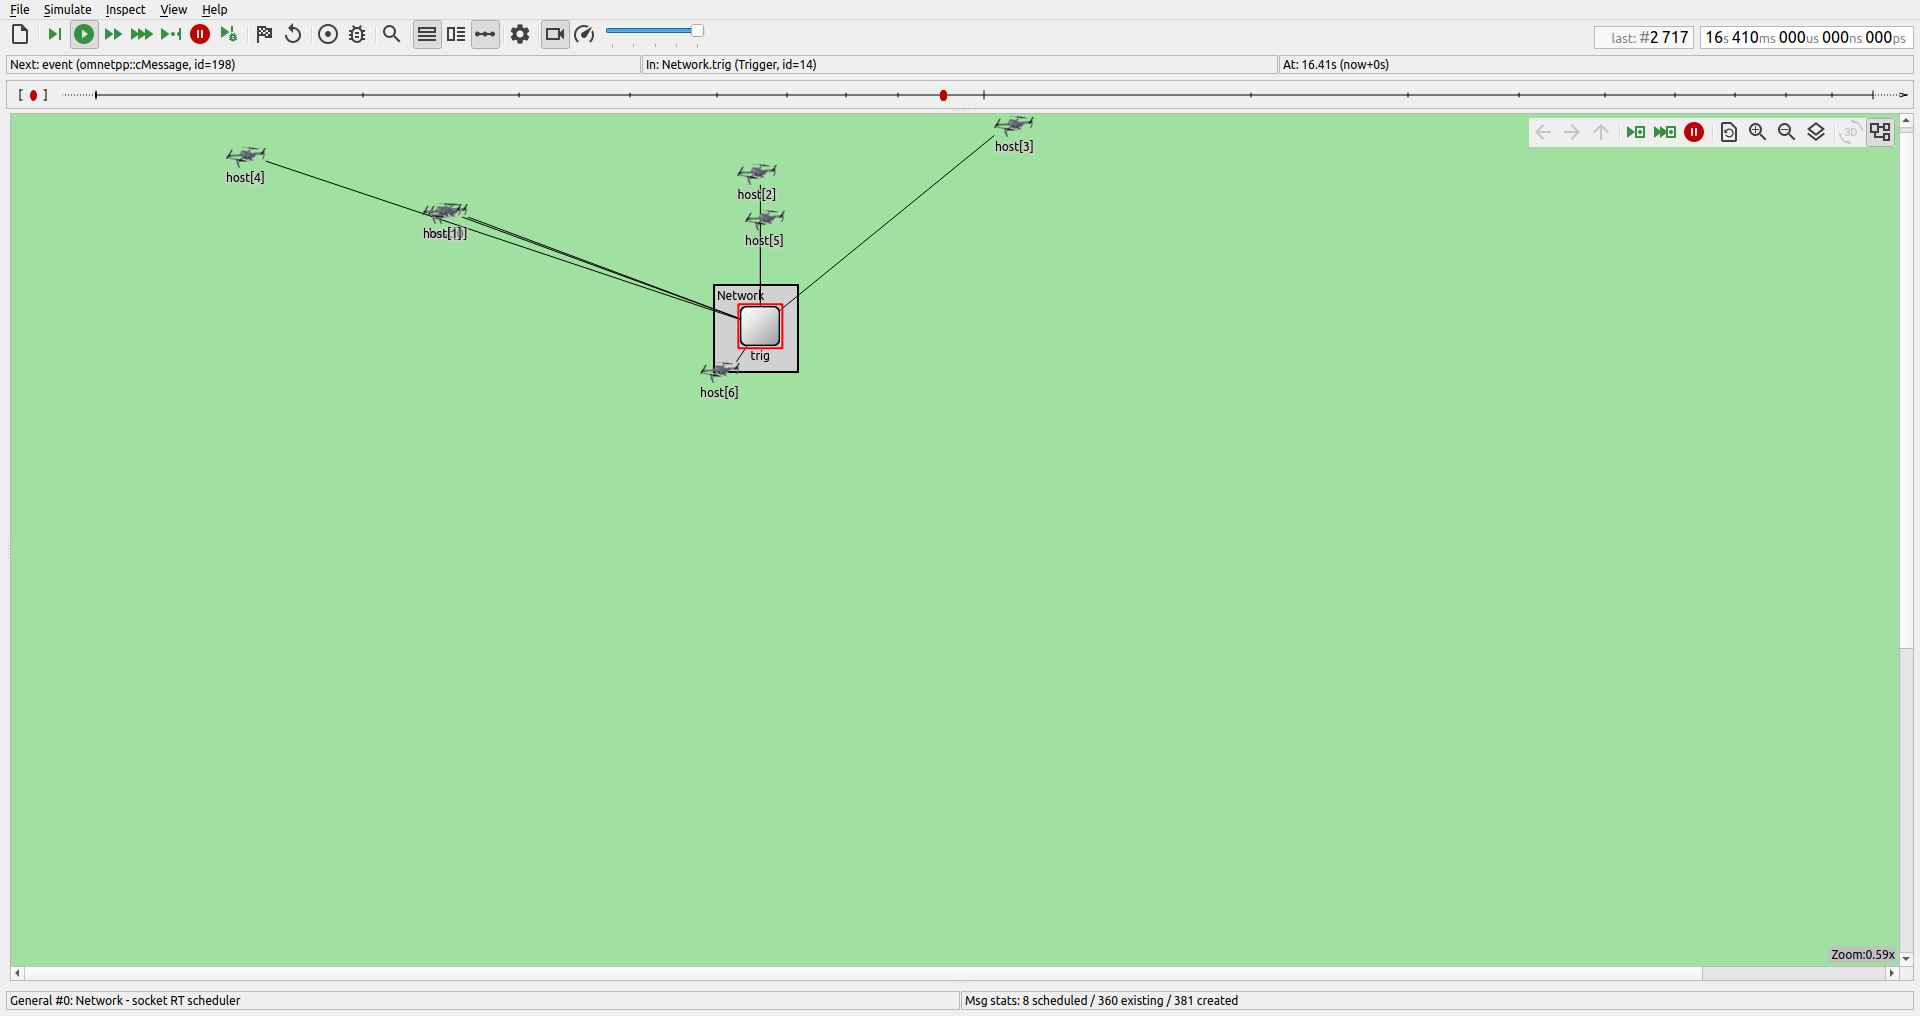 File Simulate Inspect View Help
last: #2 717
16s 410ms 000us 000ns 000ps
Next: event (omnetpp::cMessage, id=198)
In: Network.trig (Trigger, id=14)
At: 16.41s (now+0s)
3D
host[3]
host[4]
host[2]
host[1]
host[5]
Network
trig
host[6]
Zoom:0.59x
General #0: Network - socket RT scheduler
Msg stats: 8 scheduled / 360 existing / 381 created